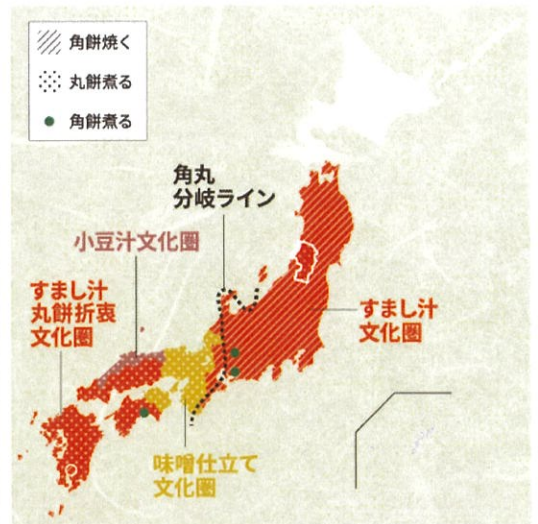 角餅焼く
丸餅煮る
角餅煮る
角丸
分岐ライン
小豆汁文化圏
すまし汁
丸餅折衷
文化圏
すまし汁
文化圏
味噌仕立て
文化圏